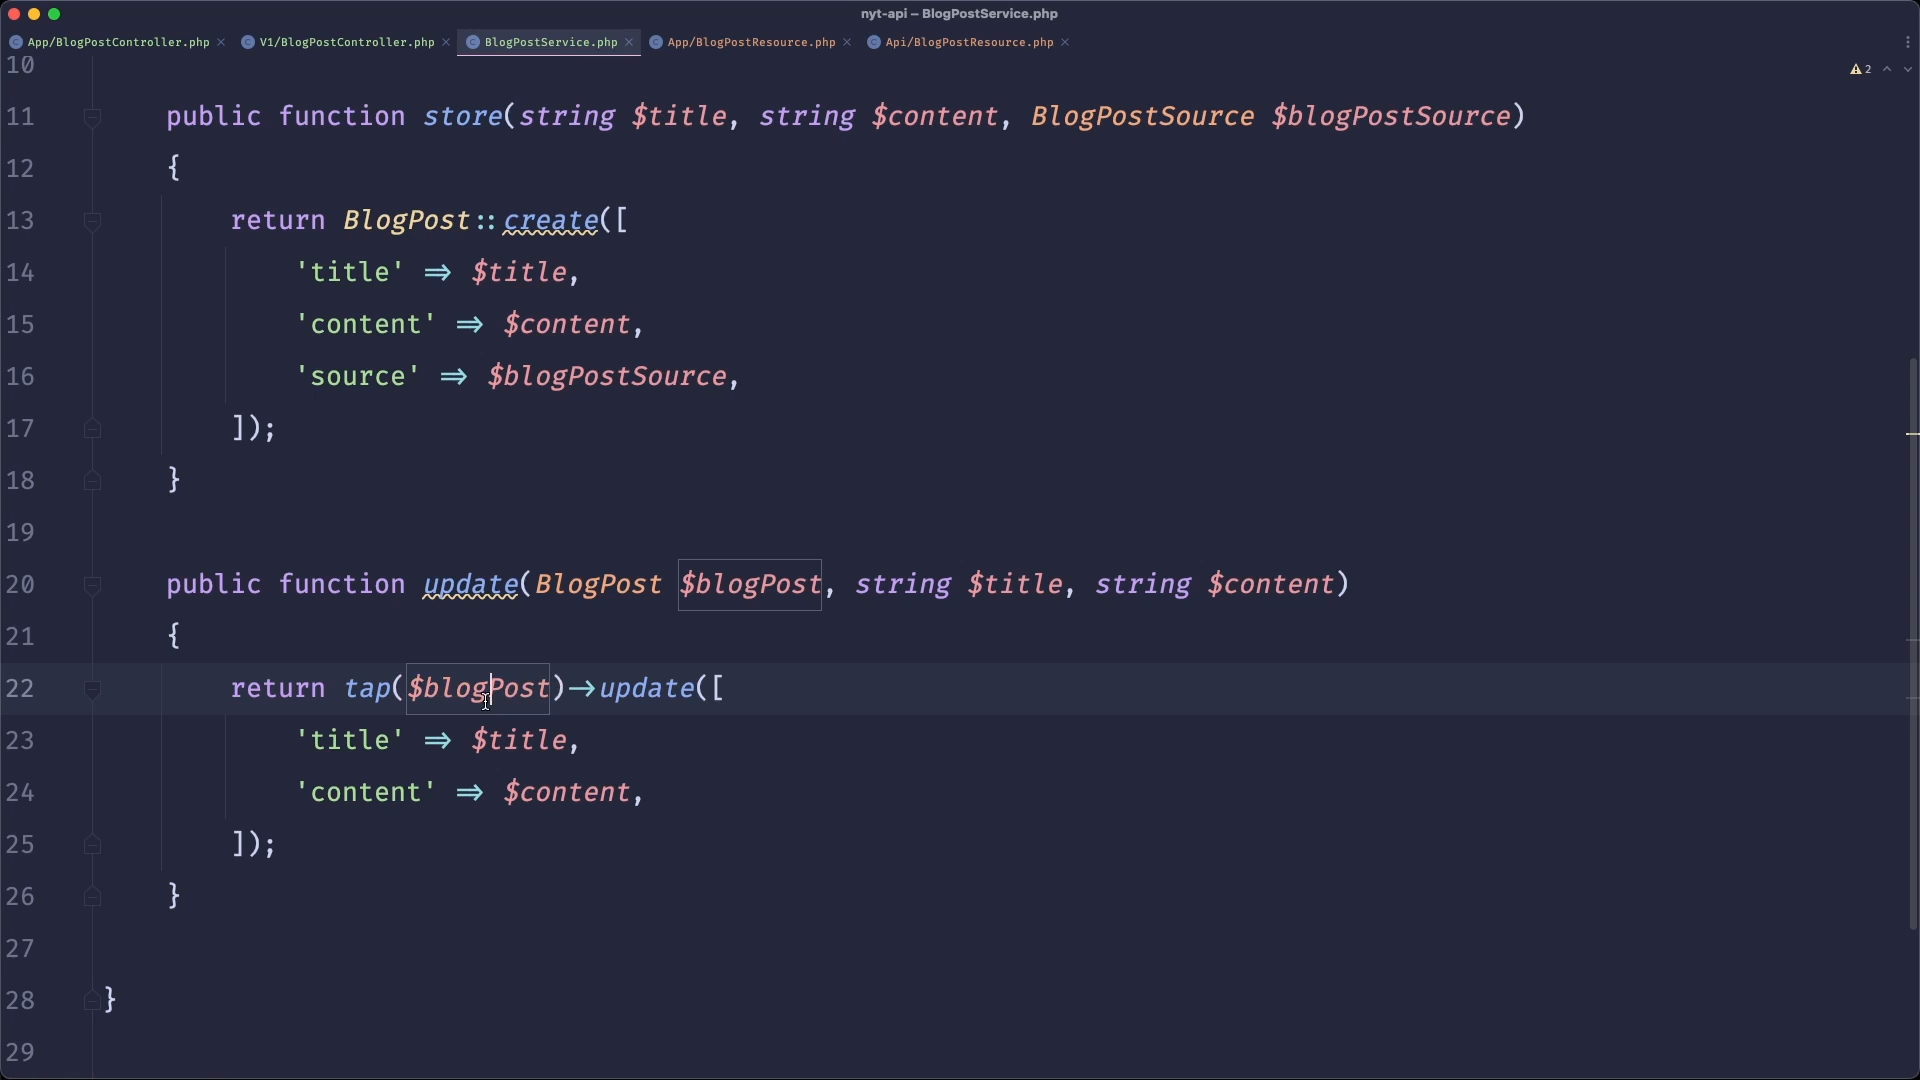 nyt-api – BlogPostService.php
App/BlogPostController.php V1/BlogPostController.php BlogPostService.php App/BlogPostResource.php Api/BlogPostResource.php
10
2
11 public function store(string $title, string $content, BlogPostSource $blogPostSource)
12 {
13 return BlogPost::create([
14 'title' => $title,
15 'content' => $content,
16 'source' => $blogPostSource,
17 ]);
18 }
19
20 public function update(BlogPost $blogPost, string $title, string $content)
21 {
22 return tap($blogPost)->update([
23 'title' => $title,
24 'content' => $content,
25 ]);
26 }
27
28 }
29